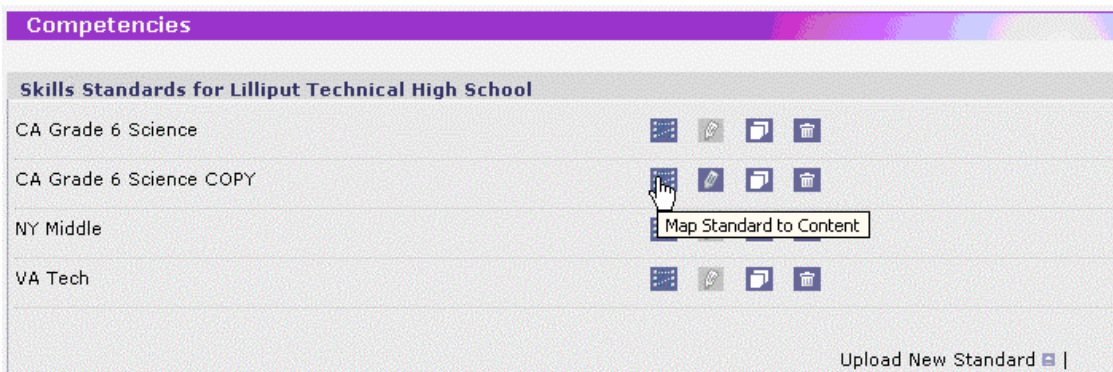 Competencies
Skills Standards for Lilliput Technical High School
CA Grade 6 Science
CA Grade 6 Science COPY
Map Standard to Content
NY Middle
VA Tech
Upload New Standard |